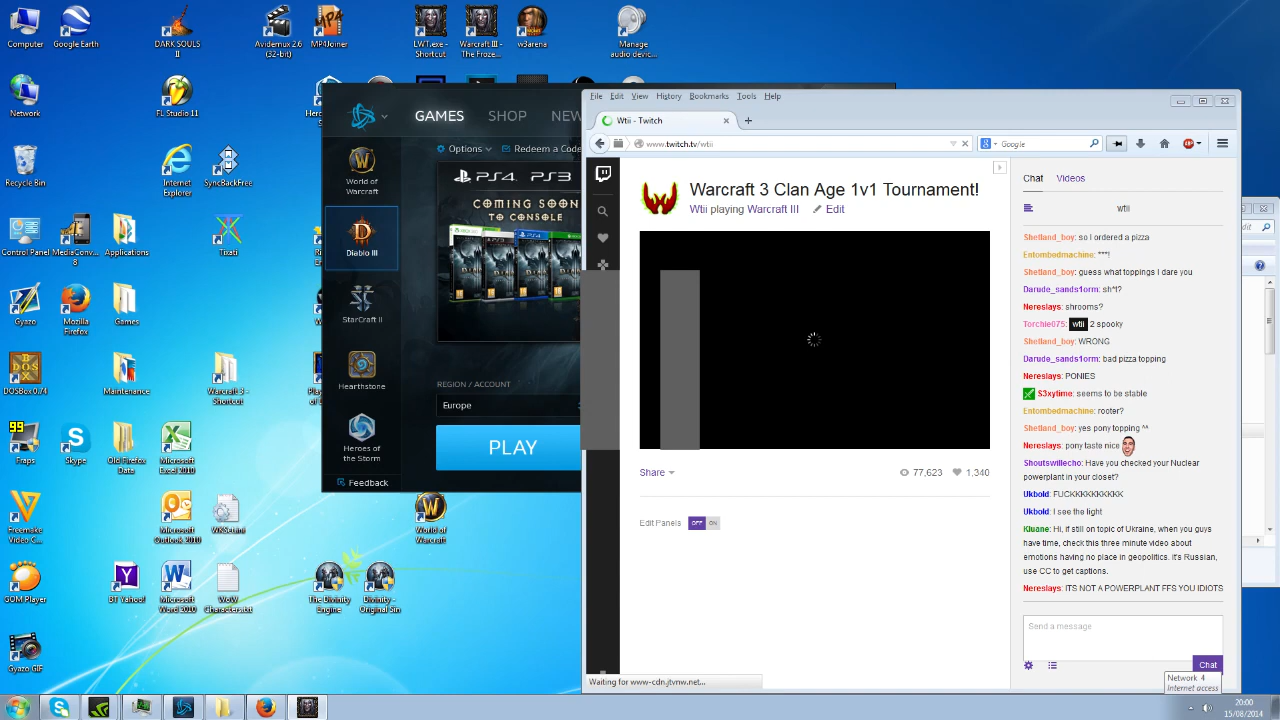 Computer
Google Earth
DARK SOULS
II
Avidemux 2.6
(32-bit)
MP4Joiner
LWT.exe -
Shortcut
Warcraft III -
The Froze...
w3arena
Manage
audio devic...
Network
FL Studio 11
Recycle Bin
Internet
Explorer
SyncBackFree
Control Panel
MediaConv...
8
Applications
Tixati
Gyazo
Mozilla
Firefox
Games
DOSBox 0.74
Maintenance
Warcraft 3 -
Shortcut
99
Fraps
Skype
Old Firefox
Data
Microsoft
Excel 2010
Freemake
Video C...
Microsoft
Outlook 2010
World of
Warcraft
GOM Player
BT Yahoo!
Microsoft
Word 2010
WoW
Characters.txt
The Divinity
Engine
Divinity -
Original Sin
Gyazo GIF
GAMES
SHOP
Options
Redeem a Code
World of
Warcraft
Diablo III
StarCraft II
Hearthstone
Heroes of
the Storm
Feedback
PS4 PS3
COMING SOON
TO CONSOLE
REGION / ACCOUNT
Europe
PLAY
File Edit View History Bookmarks Tools Help
Wtii - Twitch
www.twitch.tv/wtii
Google
Warcraft 3 Clan Age 1v1 Tournament!
Wtii playing Warcraft III Edit
Share
77,623 1,340
Edit Panels OFF ON
Waiting for www-cdn.jtvnw.net...
Chat Videos
wtii
Shetland_boy: so I ordered a pizza
Entombedmachine: ***!
Shetland_boy: guess what toppings I dare you
Darude_sands1orm: sh*t?
Nereslays: shrooms?
Torchie075: wtii 2 spooky
Shetland_boy: WRONG
Darude_sands1orm: bad pizza topping
Nereslays: PONIES
S3xytime: seems to be stable
Entombedmachine: rooter?
Shetland_boy: yes pony topping ^^
Nereslays: pony taste nice
Shoutswillecho: Have you checked your Nuclear
powerplant in your closet?
Ukbold: FUCKKKKKKKKK
Ukbold: I see the light
Kluane: Hi, if still on topic of Ukraine, when you guys
have time, check this three minute video about
emotions having no place in geopolitics. it's Russian,
use CC to get captions.
Nereslays: ITS NOT A POWERPLANT FFS YOU IDIOTS
Send a message
Chat
Network 4
Internet access
20:00
15/08/2014